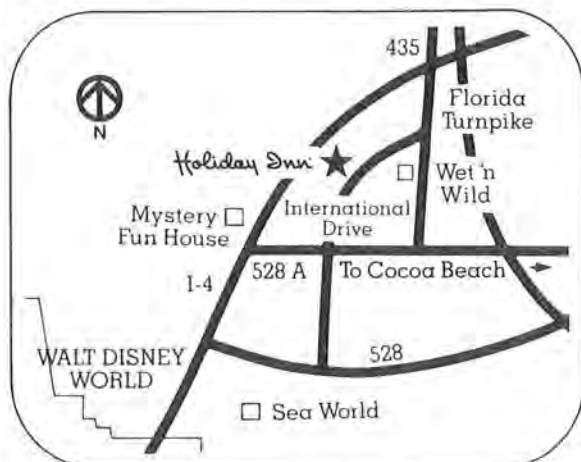 435
Florida
Turnpike
N
Holiday Inn
Wet 'n
Wild
Mystery
Fun House
International
Drive
I-4
528 A
To Cocoa Beach
WALT DISNEY
WORLD
528
Sea World